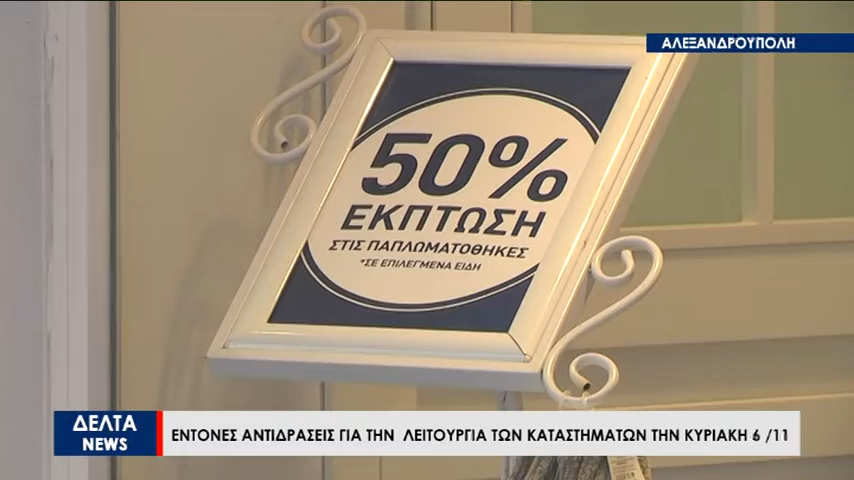 ΑΛΕΞΑΝΔΡΟΥΠΟΛΗ
50%
ΕΚΠΤΩΣΗ
ΣΤΙΣ ΠΑΠΛΩΜΑΤΟΘΗΚΕΣ
*ΣΕ ΕΠΙΛΕΓΜΕΝΑ ΕΙΔΗ
ΔΕΛΤΑ
NEWS
ΕΝΤΟΝΕΣ ΑΝΤΙΔΡΑΣΕΙΣ ΓΙΑ ΤΗΝ ΛΕΙΤΟΥΡΓΙΑ ΤΩΝ ΚΑΤΑΣΤΗΜΑΤΩΝ ΤΗΝ ΚΥΡΙΑΚΗ 6 /11